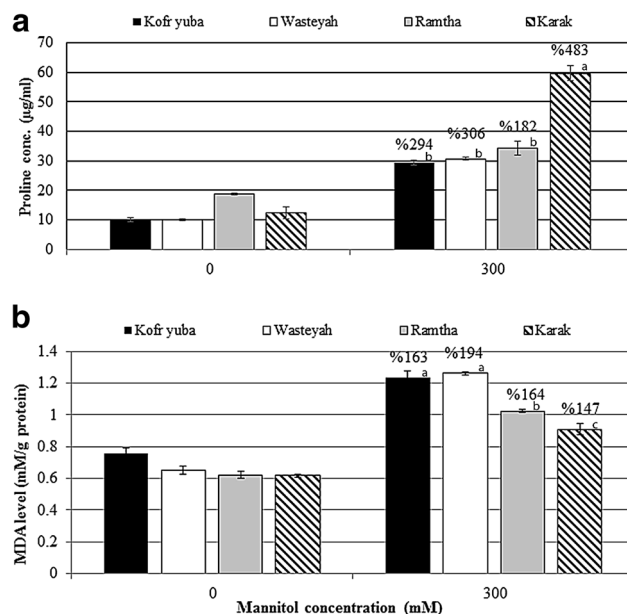 a
Kofr yuba Wasteyah Ramtha Karak
70
60
50
40
30
20
10
0
Proline conc. (µg/ml)
%294 b
%306 b
%182 b
%483 a
0 300
b
Kofr yuba Wasteyah Ramtha Karak
1.4
1.2
1
0.8
0.6
0.4
0.2
0
MDA level (mM/g protein)
%163 a
%194 a
%164 b
%147 c
0 300
Mannitol concentration (mM)